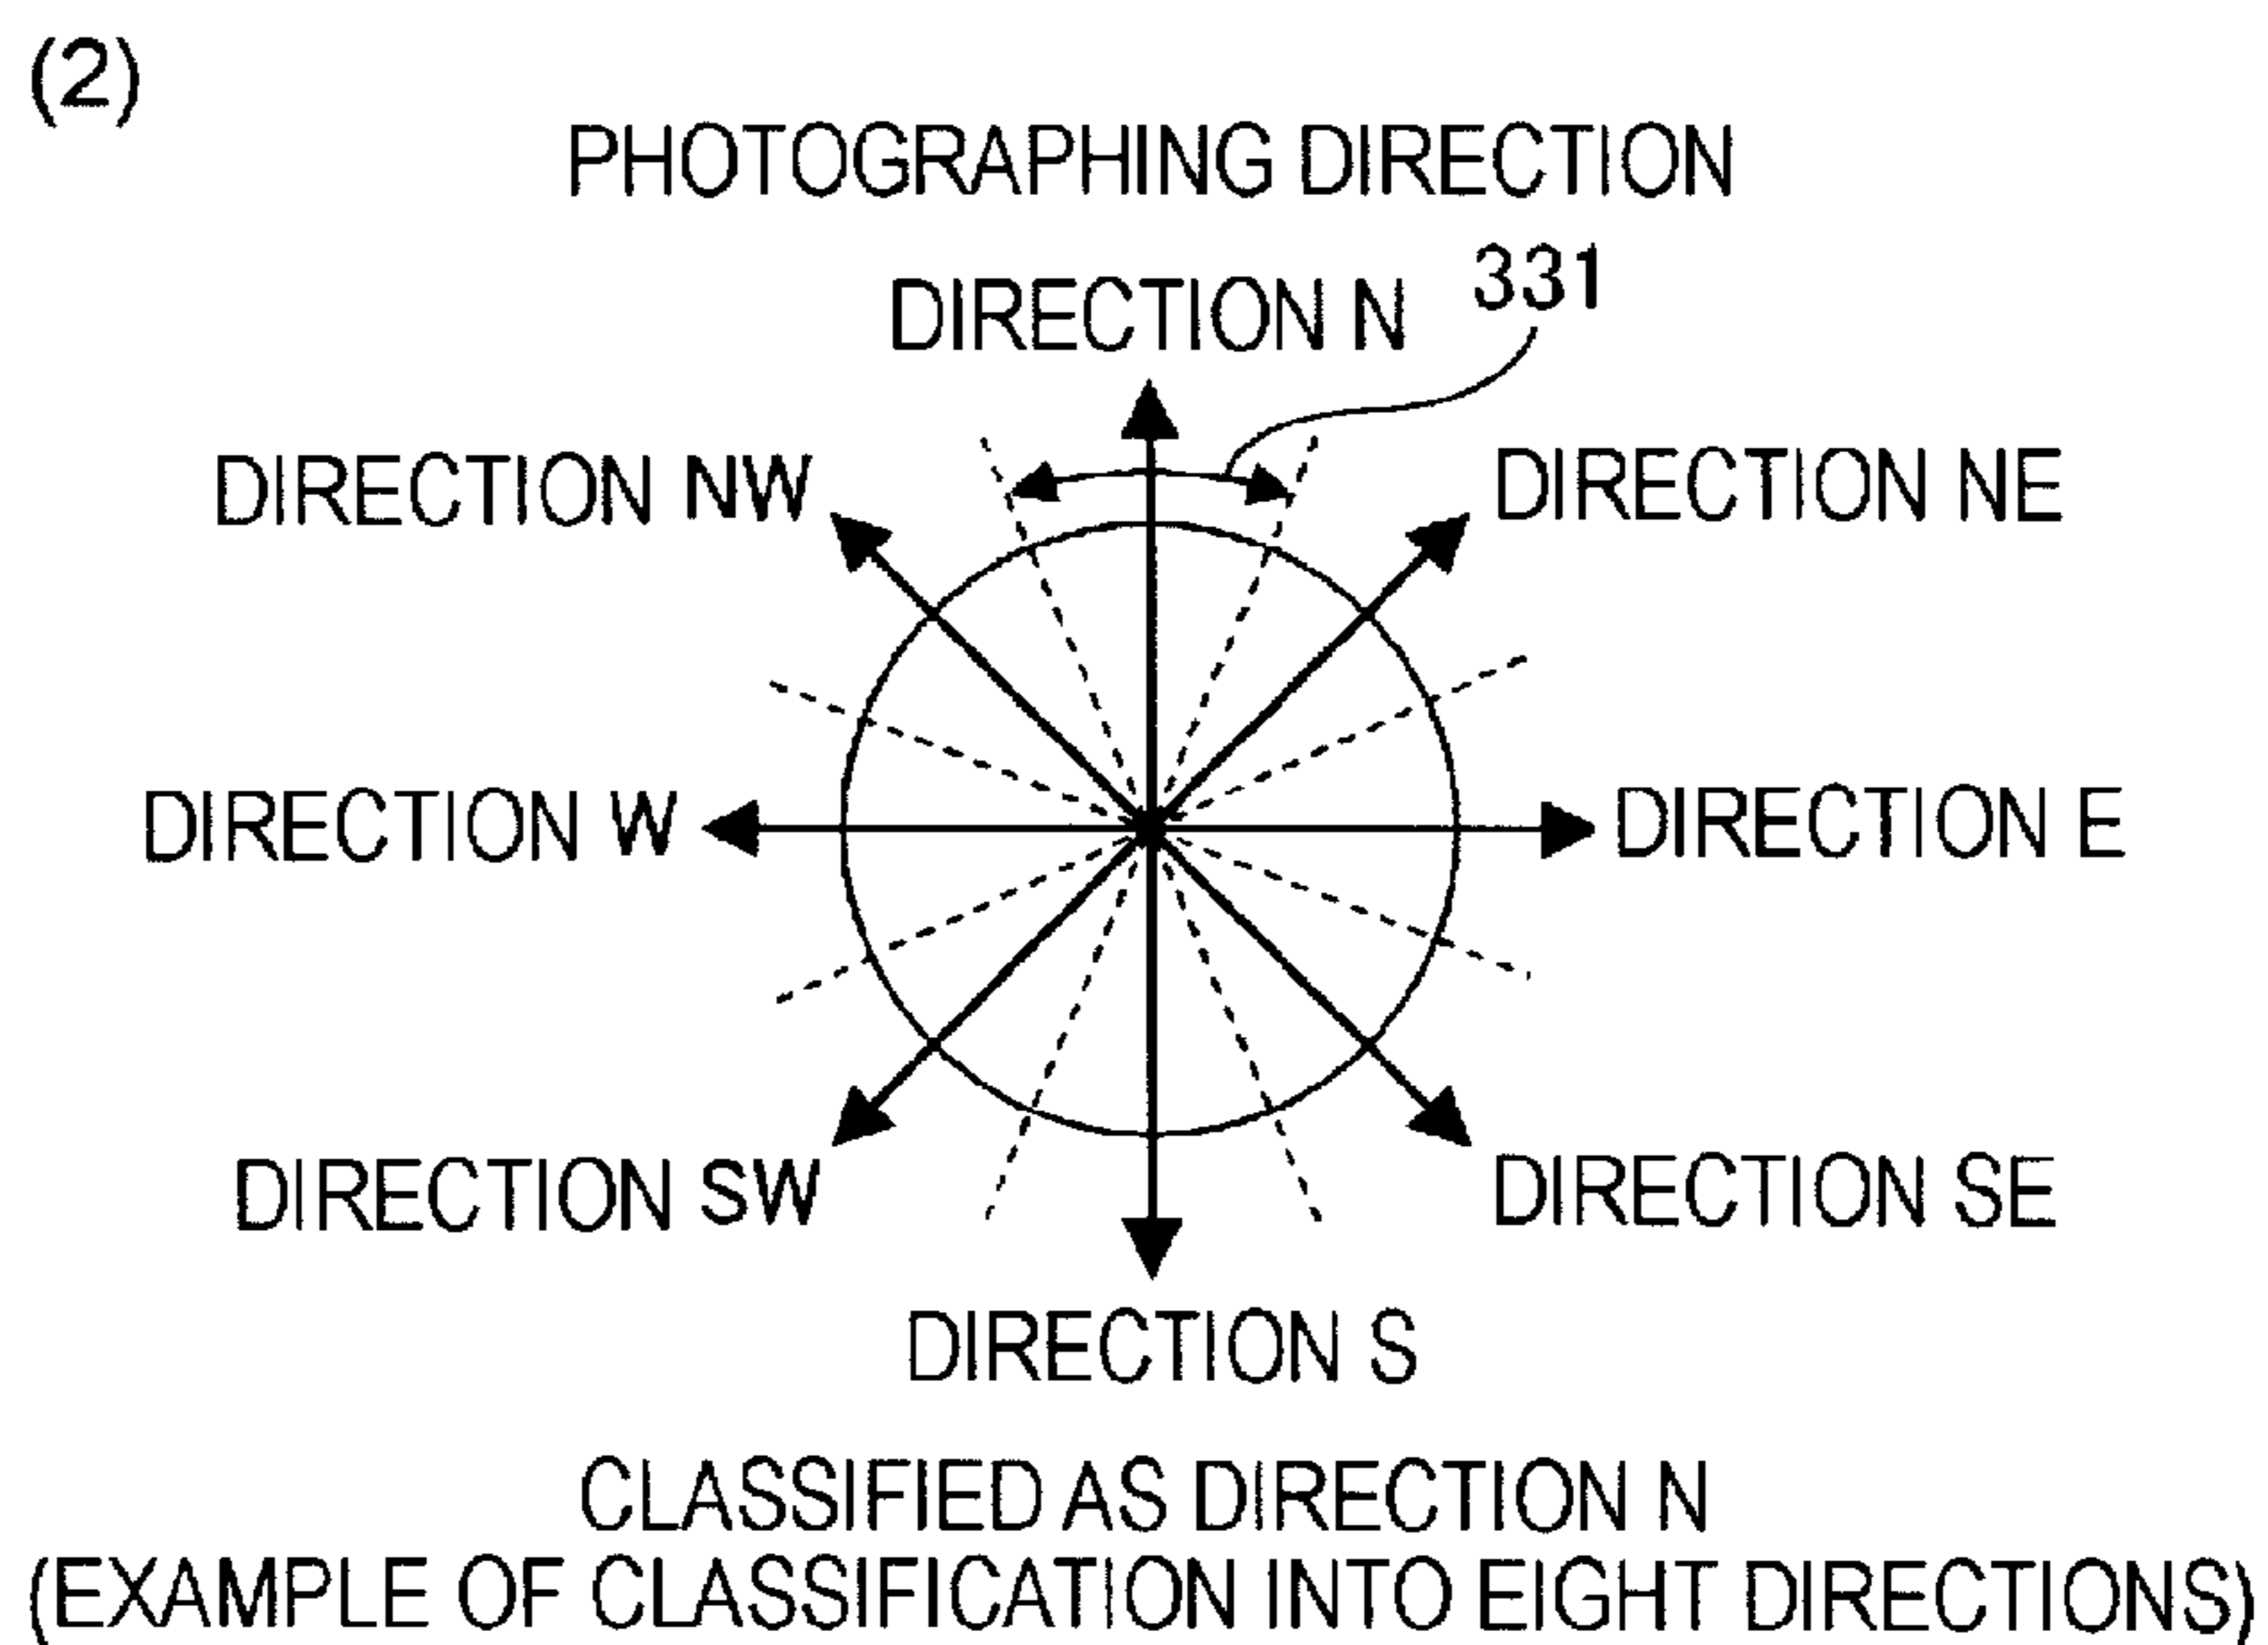 (2)
PHOTOGRAPHING DIRECTION
DIRECTION N
331
DIRECTION NW
DIRECTION NE
DIRECTION W
DIRECTION E
DIRECTION SW
DIRECTION SE
DIRECTION S
CLASSIFIED AS DIRECTION N
(EXAMPLE OF CLASSIFICATION INTO EIGHT DIRECTIONS)